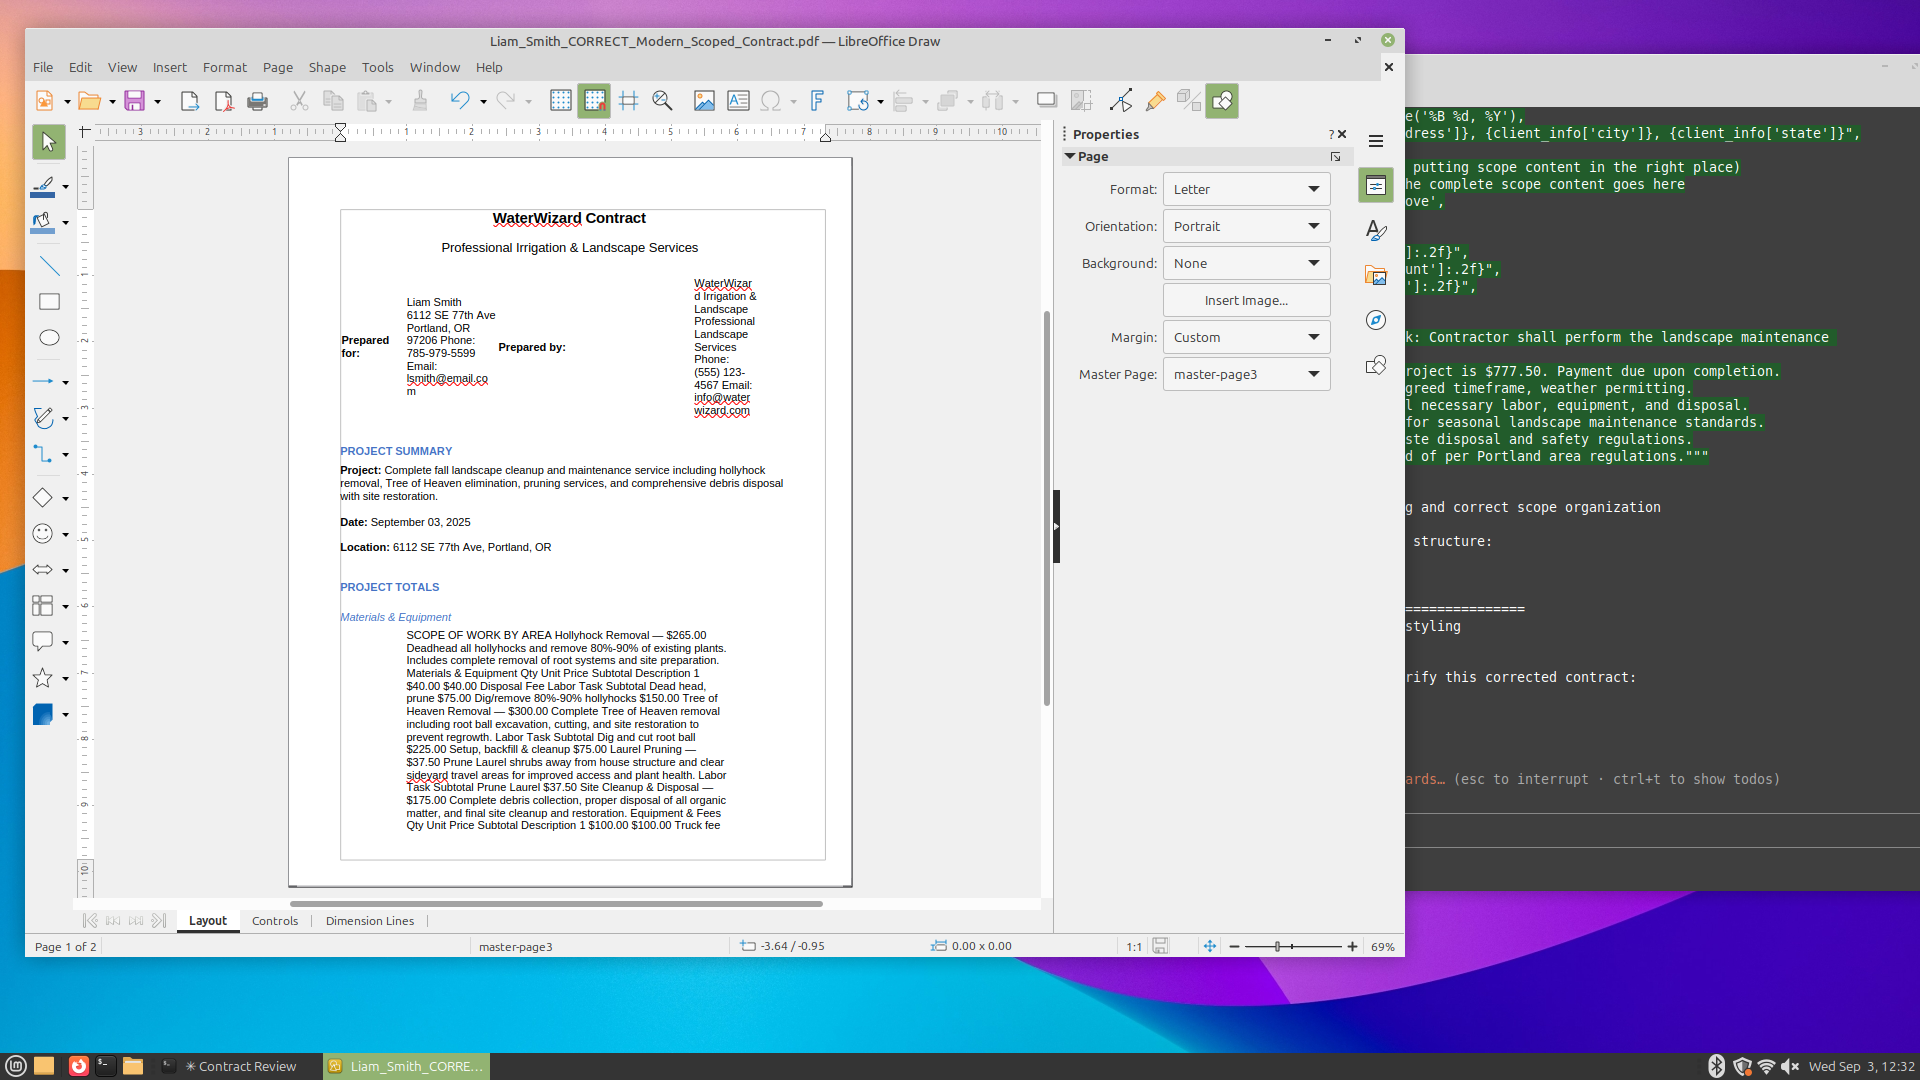 Liam_Smith_CORRECT_Modern_Scoped_Contract.pdf — LibreOffice Draw
File Edit View Insert Format Page Shape Tools Window Help
3 2 1 1 2 3 4 5 6 7 8 9 10
WaterWizard Contract
Professional Irrigation & Landscape Services
Prepared for:
Liam Smith
6112 SE 77th Ave
Portland, OR
97206 Phone:
785-979-5599
Email:
lsmith@email.co
m
Prepared by:
WaterWizar
d Irrigation &
Landscape
Professional
Landscape
Services
Phone:
(555) 123-
4567 Email:
info@water
wizard.com
PROJECT SUMMARY
Project: Complete fall landscape cleanup and maintenance service including hollyhock
removal, Tree of Heaven elimination, pruning services, and comprehensive debris disposal
with site restoration.
Date: September 03, 2025
Location: 6112 SE 77th Ave, Portland, OR
PROJECT TOTALS
Materials & Equipment
SCOPE OF WORK BY AREA Hollyhock Removal — $265.00
Deadhead all hollyhocks and remove 80%-90% of existing plants.
Includes complete removal of root systems and site preparation.
Materials & Equipment Qty Unit Price Subtotal Description 1
$40.00 $40.00 Disposal Fee Labor Task Subtotal Dead head,
prune $75.00 Dig/remove 80%-90% hollyhocks $150.00 Tree of
Heaven Removal — $300.00 Complete Tree of Heaven removal
including root ball excavation, cutting, and site restoration to
prevent regrowth. Labor Task Subtotal Dig and cut root ball
$225.00 Setup, backfill & cleanup $75.00 Laurel Pruning —
$37.50 Prune Laurel shrubs away from house structure and clear
sideyard travel areas for improved access and plant health. Labor
Task Subtotal Prune Laurel $37.50 Site Cleanup & Disposal —
$175.00 Complete debris collection, proper disposal of all organic
matter, and final site cleanup and restoration. Equipment & Fees
Qty Unit Price Subtotal Description 1 $100.00 $100.00 Truck fee
Properties
Page
Format: Letter
Orientation: Portrait
Background: None
Insert Image...
Margin: Custom
Master Page: master-page3
Layout Controls Dimension Lines
Page 1 of 2 master-page3 -3.64 / -0.95 0.00 x 0.00 1:1 69%
e('%B %d, %Y'),
dress']}, {client_info['city']}, {client_info['state']}",
putting scope content in the right place)
he complete scope content goes here
ove',
]:.2f}",
unt']:.2f}",
']:.2f}",
k: Contractor shall perform the landscape maintenance
roject is $777.50. Payment due upon completion.
greed timeframe, weather permitting.
l necessary labor, equipment, and disposal.
for seasonal landscape maintenance standards.
ste disposal and safety regulations.
d of per Portland area regulations."""
g and correct scope organization
structure:
===============
styling
rify this corrected contract:
ards… (esc to interrupt · ctrl+t to show todos)
✳ Contract Review
Liam_Smith_CORRE...
Wed Sep 3, 12:32